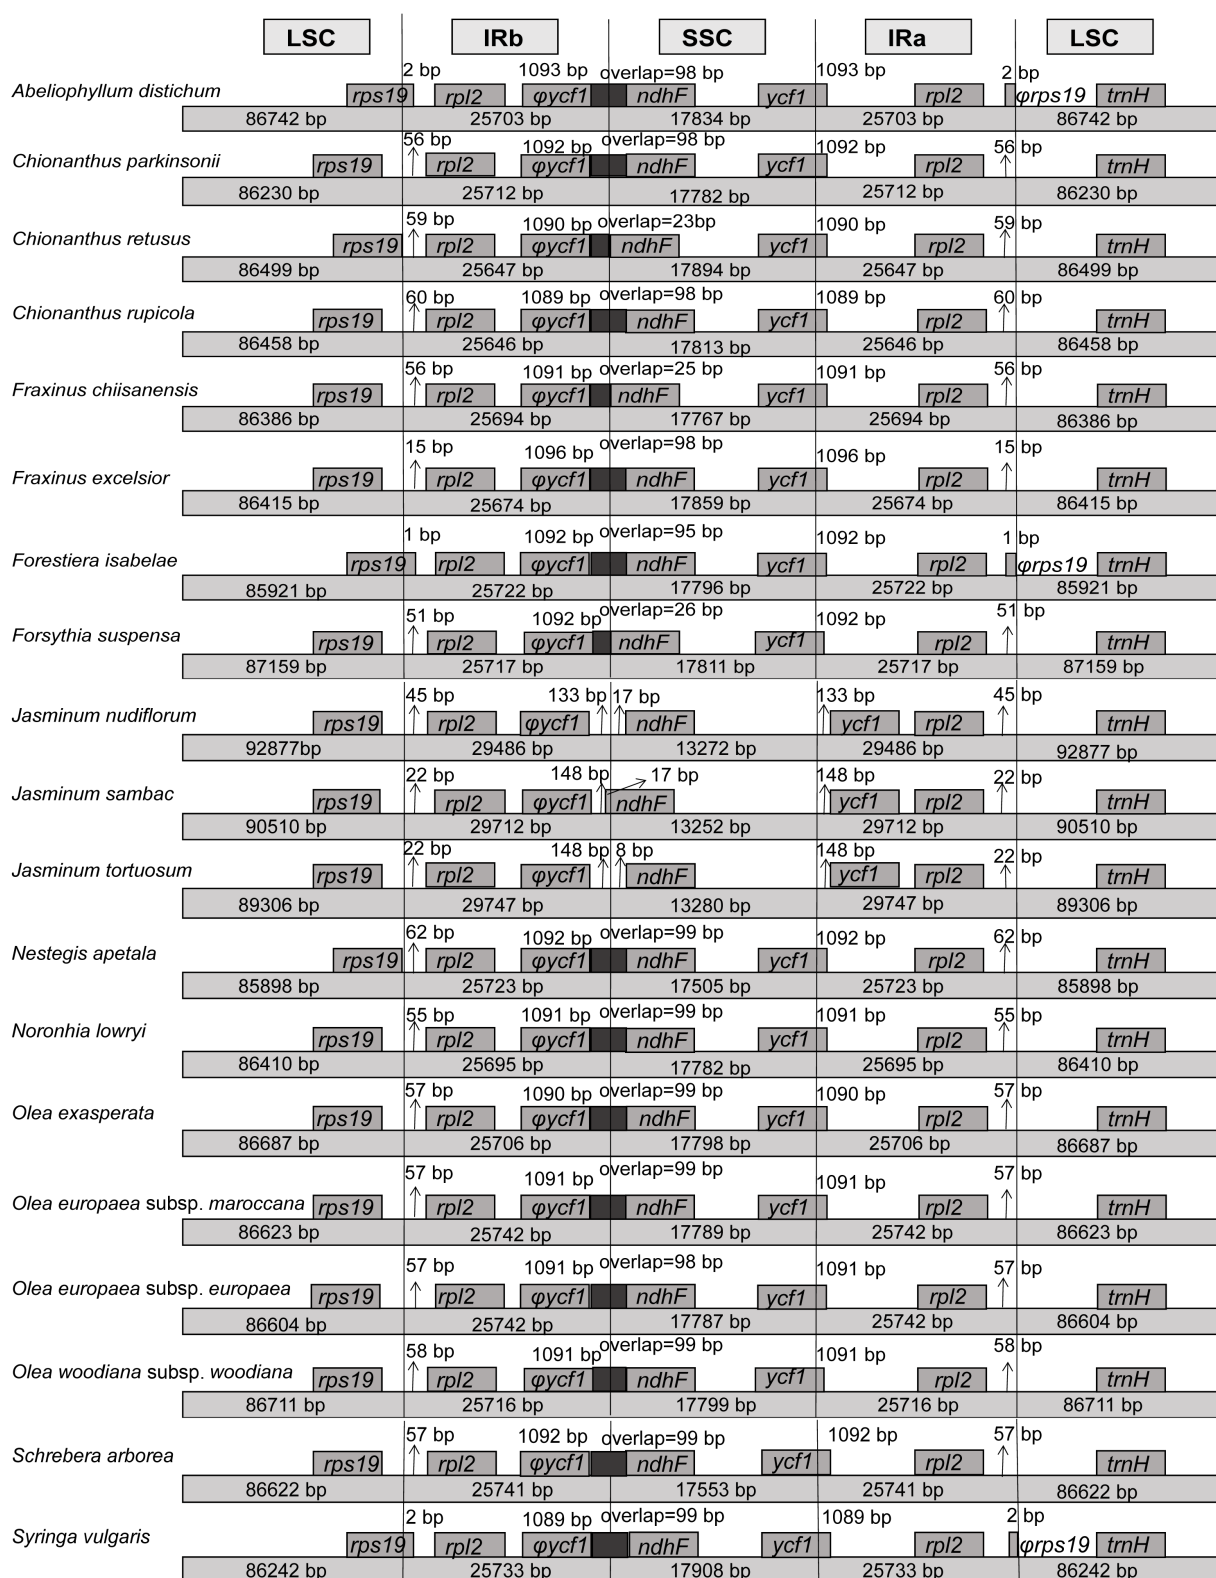 LSC IRb SSC IRa LSC
2 bp 1093 bp overlap=98 bp 1093 bp 2 bp
Abeliophyllum distichum rps19 rpl2 φycf1 ndhF ycf1 rpl2 φrps19 trnH
86742 bp 25703 bp 17834 bp 25703 bp 86742 bp
56 bp 1092 bp overlap=98 bp 1092 bp 56 bp
Chionanthus parkinsonii rps19 rpl2 φycf1 ndhF ycf1 rpl2 trnH
86230 bp 25712 bp 17782 bp 25712 bp 86230 bp
59 bp 1090 bp overlap=23bp 1090 bp 59 bp
Chionanthus retusus rps19 rpl2 φycf1 ndhF ycf1 rpl2 trnH
86499 bp 25647 bp 17894 bp 25647 bp 86499 bp
60 bp 1089 bp overlap=98 bp 1089 bp 60 bp
Chionanthus rupicola rps19 rpl2 φycf1 ndhF ycf1 rpl2 trnH
86458 bp 25646 bp 17813 bp 25646 bp 86458 bp
56 bp 1091 bp overlap=25 bp 1091 bp 56 bp
Fraxinus chiisanensis rps19 rpl2 φycf1 ndhF ycf1 rpl2 trnH
86386 bp 25694 bp 17767 bp 25694 bp 86386 bp
15 bp 1096 bp overlap=98 bp 1096 bp 15 bp
Fraxinus excelsior rps19 rpl2 φycf1 ndhF ycf1 rpl2 trnH
86415 bp 25674 bp 17859 bp 25674 bp 86415 bp
1 bp 1092 bp overlap=95 bp 1092 bp 1 bp
Forestiera isabelae rps19 rpl2 φycf1 ndhF ycf1 rpl2 φrps19 trnH
85921 bp 25722 bp 17796 bp 25722 bp 85921 bp
51 bp 1092 bp overlap=26 bp 1092 bp 51 bp
Forsythia suspensa rps19 rpl2 φycf1 ndhF ycf1 rpl2 trnH
87159 bp 25717 bp 17811 bp 25717 bp 87159 bp
45 bp 133 bp 17 bp 133 bp 45 bp
Jasminum nudiflorum rps19 rpl2 φycf1 ndhF ycf1 rpl2 trnH
92877bp 29486 bp 13272 bp 29486 bp 92877 bp
22 bp 148 bp 17 bp 148 bp 22 bp
Jasminum sambac rps19 rpl2 φycf1 ndhF ycf1 rpl2 trnH
90510 bp 29712 bp 13252 bp 29712 bp 90510 bp
22 bp 148 bp 8 bp 148 bp 22 bp
Jasminum tortuosum rps19 rpl2 φycf1 ndhF ycf1 rpl2 trnH
89306 bp 29747 bp 13280 bp 29747 bp 89306 bp
62 bp 1092 bp overlap=99 bp 1092 bp 62 bp
Nestegis apetala rps19 rpl2 φycf1 ndhF ycf1 rpl2 trnH
85898 bp 25723 bp 17505 bp 25723 bp 85898 bp
55 bp 1091 bp overlap=99 bp 1091 bp 55 bp
Noronhia lowryi rps19 rpl2 φycf1 ndhF ycf1 rpl2 trnH
86410 bp 25695 bp 17782 bp 25695 bp 86410 bp
57 bp 1090 bp overlap=99 bp 1090 bp 57 bp
Olea exasperata rps19 rpl2 φycf1 ndhF ycf1 rpl2 trnH
86687 bp 25706 bp 17798 bp 25706 bp 86687 bp
57 bp 1091 bp overlap=99 bp 1091 bp 57 bp
Olea europaea subsp. maroccana rps19 rpl2 φycf1 ndhF ycf1 rpl2 trnH
86623 bp 25742 bp 17789 bp 25742 bp 86623 bp
57 bp 1091 bp overlap=98 bp 1091 bp 57 bp
Olea europaea subsp. europaea rps19 rpl2 φycf1 ndhF ycf1 rpl2 trnH
86604 bp 25742 bp 17787 bp 25742 bp 86604 bp
58 bp 1091 bp overlap=99 bp 1091 bp 58 bp
Olea woodiana subsp. woodiana rps19 rpl2 φycf1 ndhF ycf1 rpl2 trnH
86711 bp 25716 bp 17799 bp 25716 bp 86711 bp
57 bp 1092 bp overlap=99 bp 1092 bp 57 bp
Schrebera arborea rps19 rpl2 φycf1 ndhF ycf1 rpl2 trnH
86622 bp 25741 bp 17553 bp 25741 bp 86622 bp
2 bp 1089 bp overlap=99 bp 1089 bp 2 bp
Syringa vulgaris rps19 rpl2 φycf1 ndhF ycf1 rpl2 φrps19 trnH
86242 bp 25733 bp 17908 bp 25733 bp 86242 bp